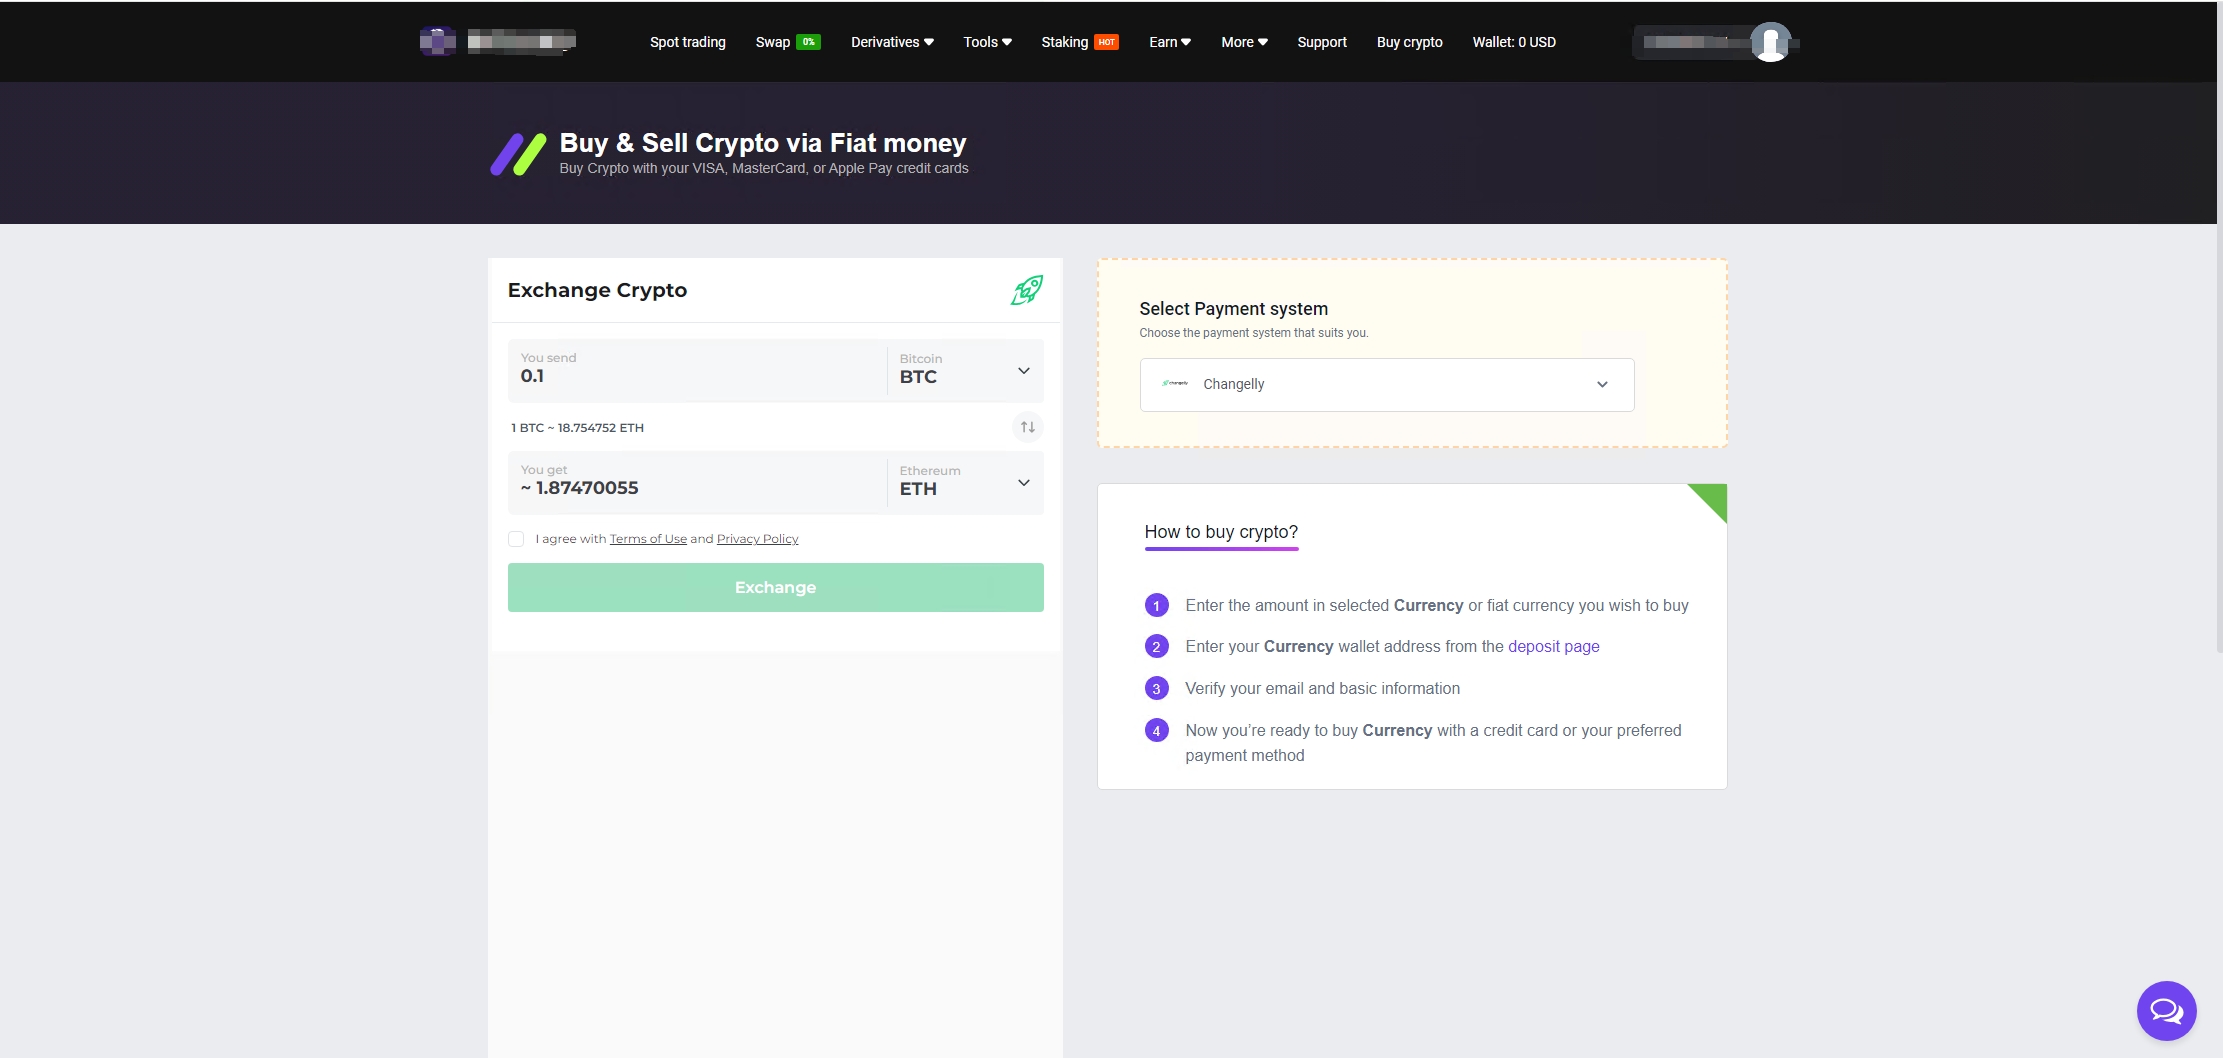 Spot trading Swap 0% Derivatives Tools Staking HOT Earn More Support Buy crypto Wallet: 0 USD
Buy & Sell Crypto via Fiat money
Buy Crypto with your VISA, MasterCard, or Apple Pay credit cards
Exchange Crypto
You send
0.1
Bitcoin
BTC
1 BTC ~ 18.754752 ETH
You get
~ 1.87470055
Ethereum
ETH
I agree with Terms of Use and Privacy Policy
Exchange
Select Payment system
Choose the payment system that suits you.
changelly Changelly
How to buy crypto?
1 Enter the amount in selected Currency or fiat currency you wish to buy
2 Enter your Currency wallet address from the deposit page
3 Verify your email and basic information
4 Now you’re ready to buy Currency with a credit card or your preferred
payment method